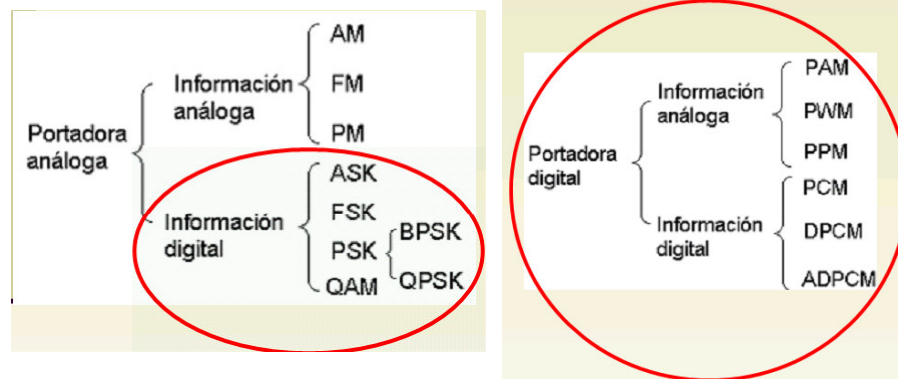 Portadora
análoga
Información
análoga
AM
FM
PM
Información
digital
ASK
FSK
PSK
BPSK
QPSK
QAM
Portadora
digital
Información
análoga
PAM
PWM
PPM
Información
digital
PCM
DPCM
ADPCM